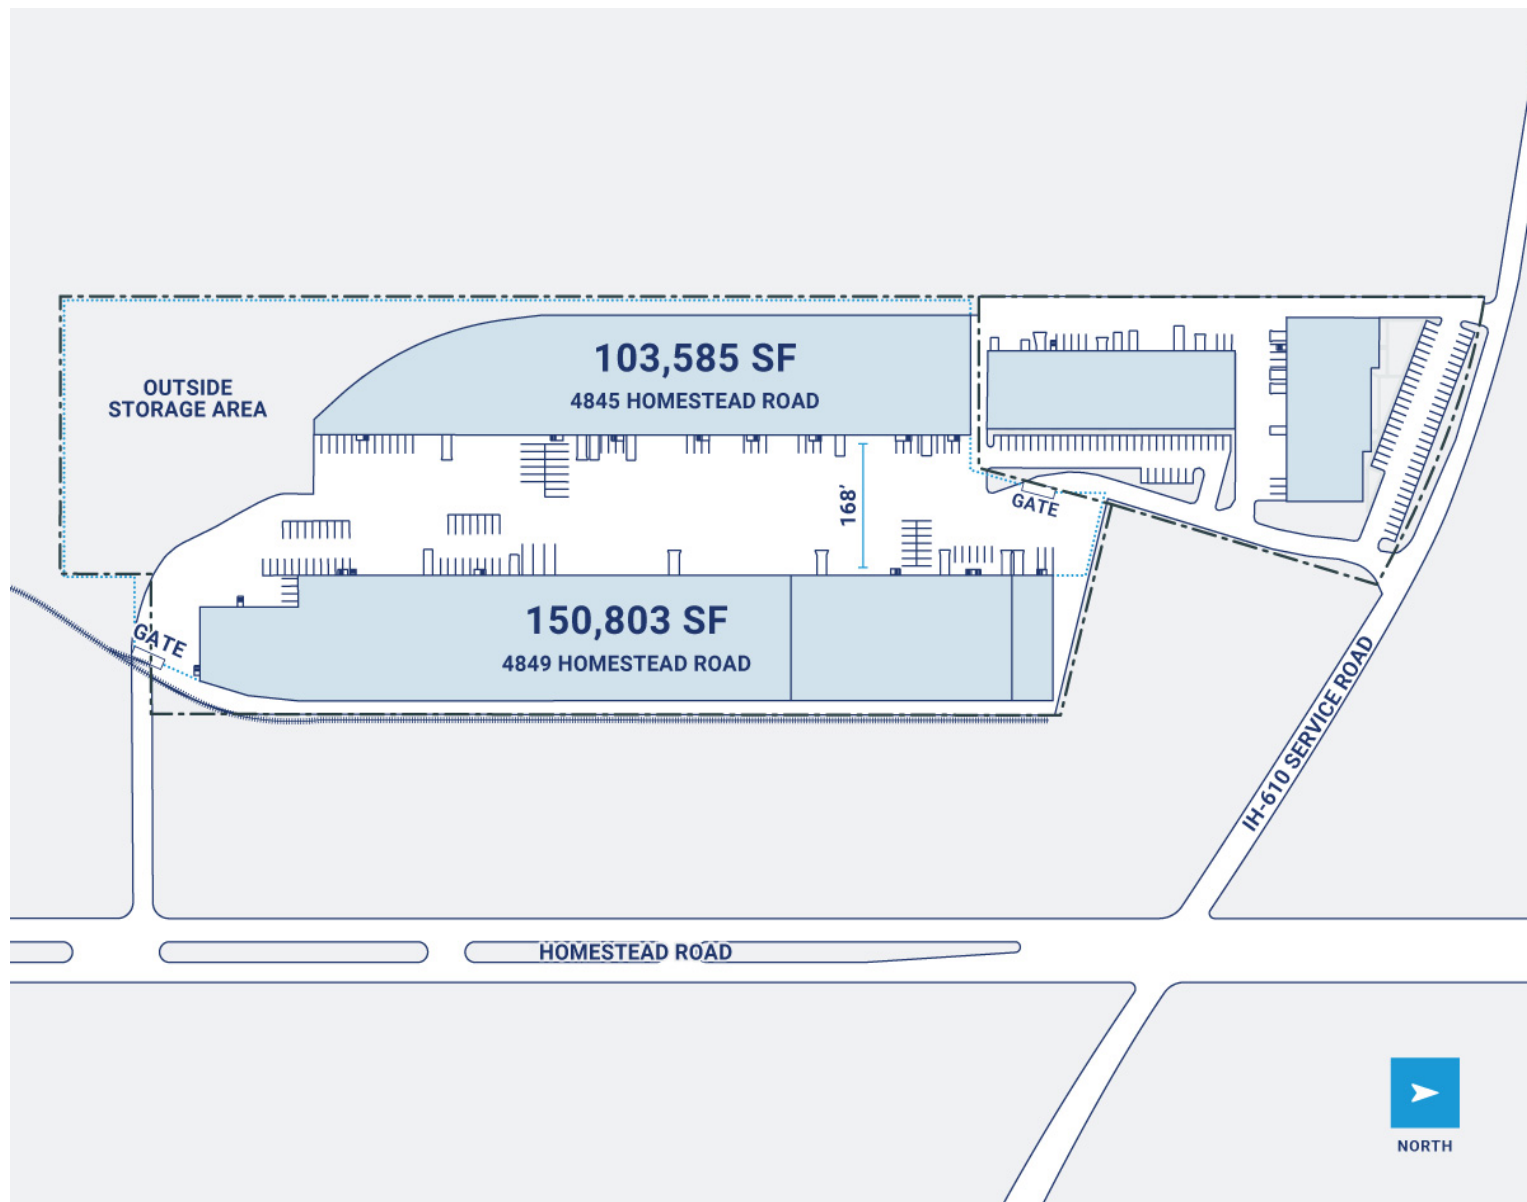 103,585 SF
4845 HOMESTEAD ROAD
OUTSIDE
STORAGE AREA
168'
GATE
150,803 SF
4849 HOMESTEAD ROAD
GATE
IH-610 SERVICE ROAD
HOMESTEAD ROAD
NORTH